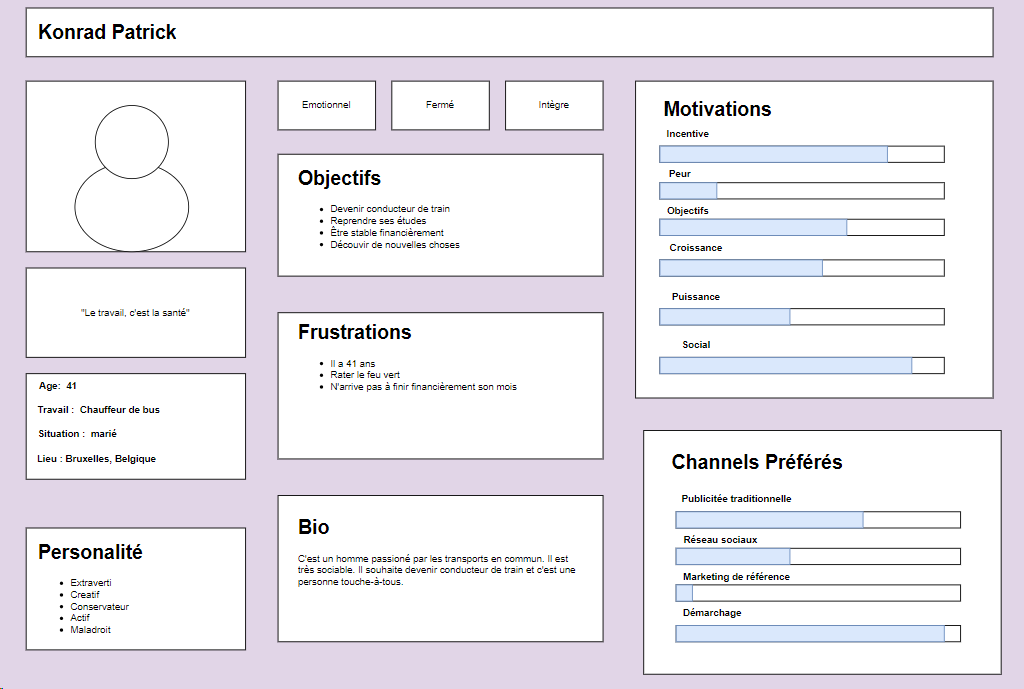 Konrad Patrick
"Le travail, c'est la santé"
Age: 41
Travail : Chauffeur de bus
Situation : marié
Lieu : Bruxelles, Belgique
Personalité
Extraverti
Creatif
Conservateur
Actif
Maladroit
Emotionnel
Fermé
Intègre
Objectifs
Devenir conducteur de train
Reprendre ses études
Être stable financièrement
Découvir de nouvelles choses
Frustrations
Il a 41 ans
Rater le feu vert
N'arrive pas à finir financièrement son mois
Bio
C'est un homme passioné par les transports en commun. Il est
très sociable. Il souhaite devenir conducteur de train et c'est une
personne touche-à-tous.
Motivations
Incentive
Peur
Objectifs
Croissance
Puissance
Social
Channels Préférés
Publicitée traditionnelle
Réseau sociaux
Marketing de référence
Démarchage